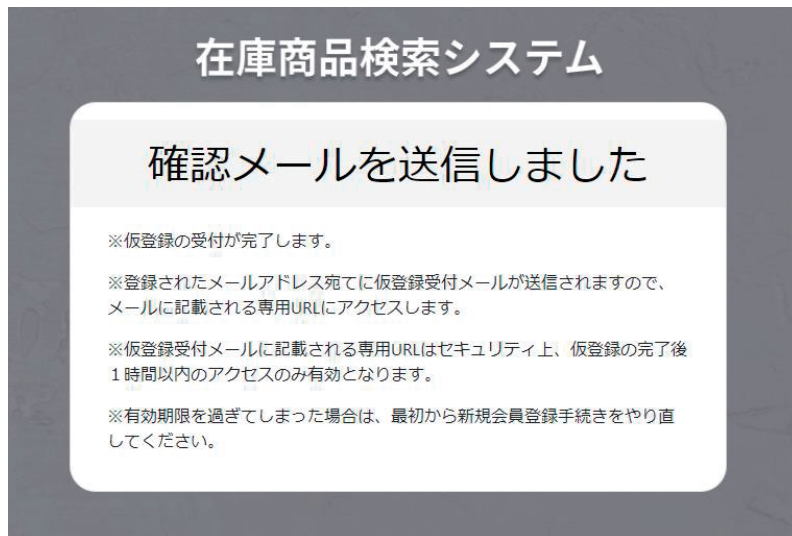 在庫商品検索システム
確認メールを送信しました
※仮登録の受付が完了します。
※登録されたメールアドレス宛てに仮登録受付メールが送信されますので、
メールに記載される専用URLにアクセスします。
※仮登録受付メールに記載される専用URLはセキュリティ上、仮登録の完了後
１時間以内のアクセスのみ有効となります。
※有効期限を過ぎてしまった場合は、最初から新規会員登録手続きをやり直
してください。